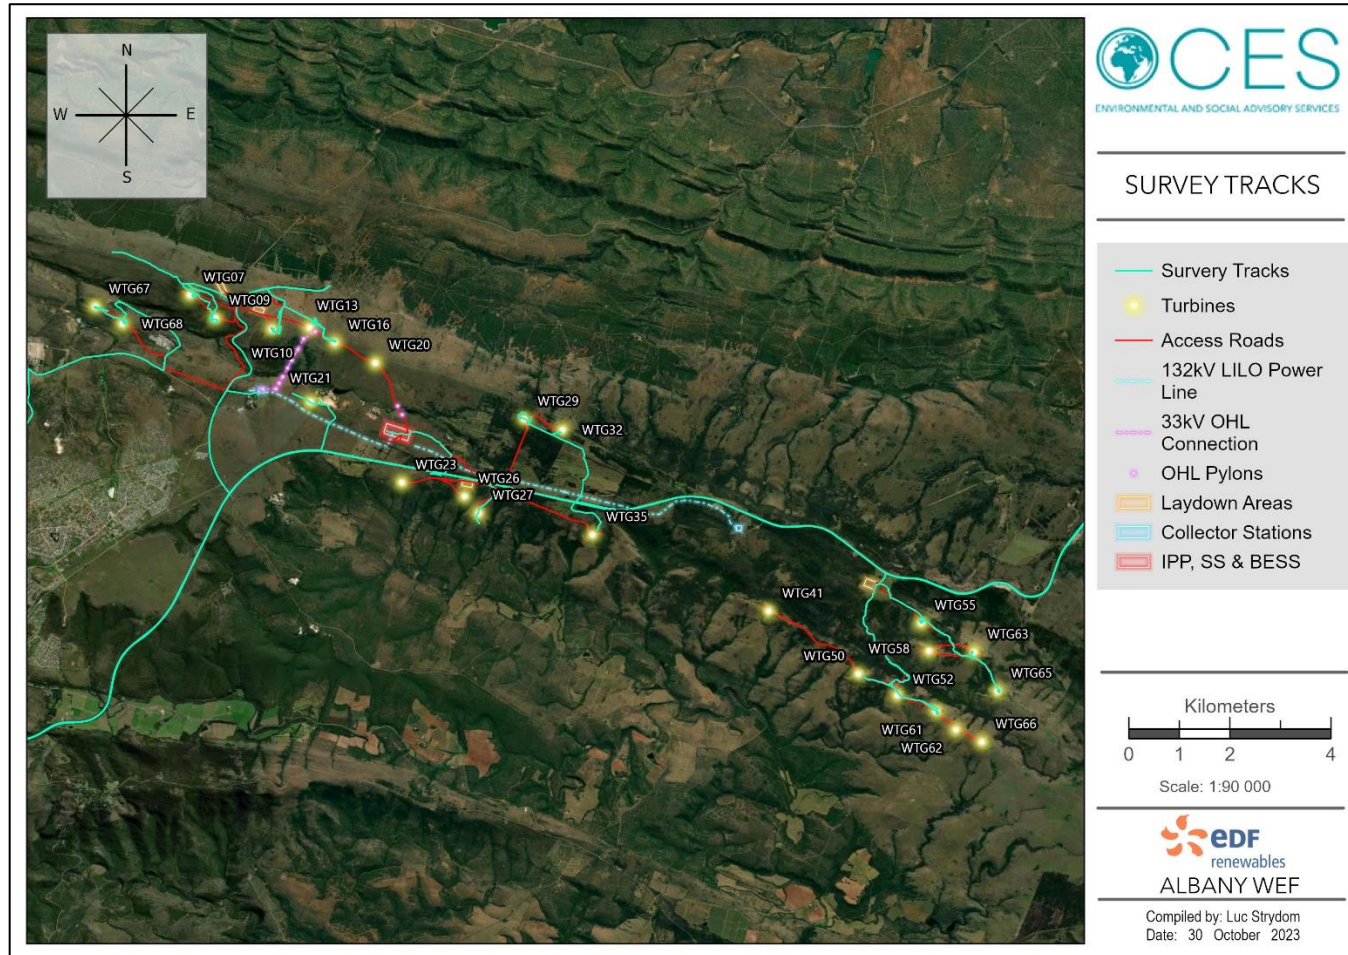 N
W E
S
WTG07
WTG67
WTG09
WTG13
WTG68
WTG16
WTG10
WTG20
WTG21
WTG29
WTG32
WTG23
WTG26
WTG27
WTG35
WTG41
WTG55
WTG58
WTG63
WTG50
WTG52
WTG65
WTG61
WTG66
WTG62
CES
ENVIRONMENTAL AND SOCIAL ADVISORY SERVICES
SURVEY TRACKS
Survery Tracks
Turbines
Access Roads
132kV LILO Power
Line
33kV OHL
Connection
OHL Pylons
Laydown Areas
Collector Stations
IPP, SS & BESS
Kilometers
0 1 2 4
Scale: 1:90 000
edf
renewables
ALBANY WEF
Compiled by: Luc Strydom
Date: 30 October 2023